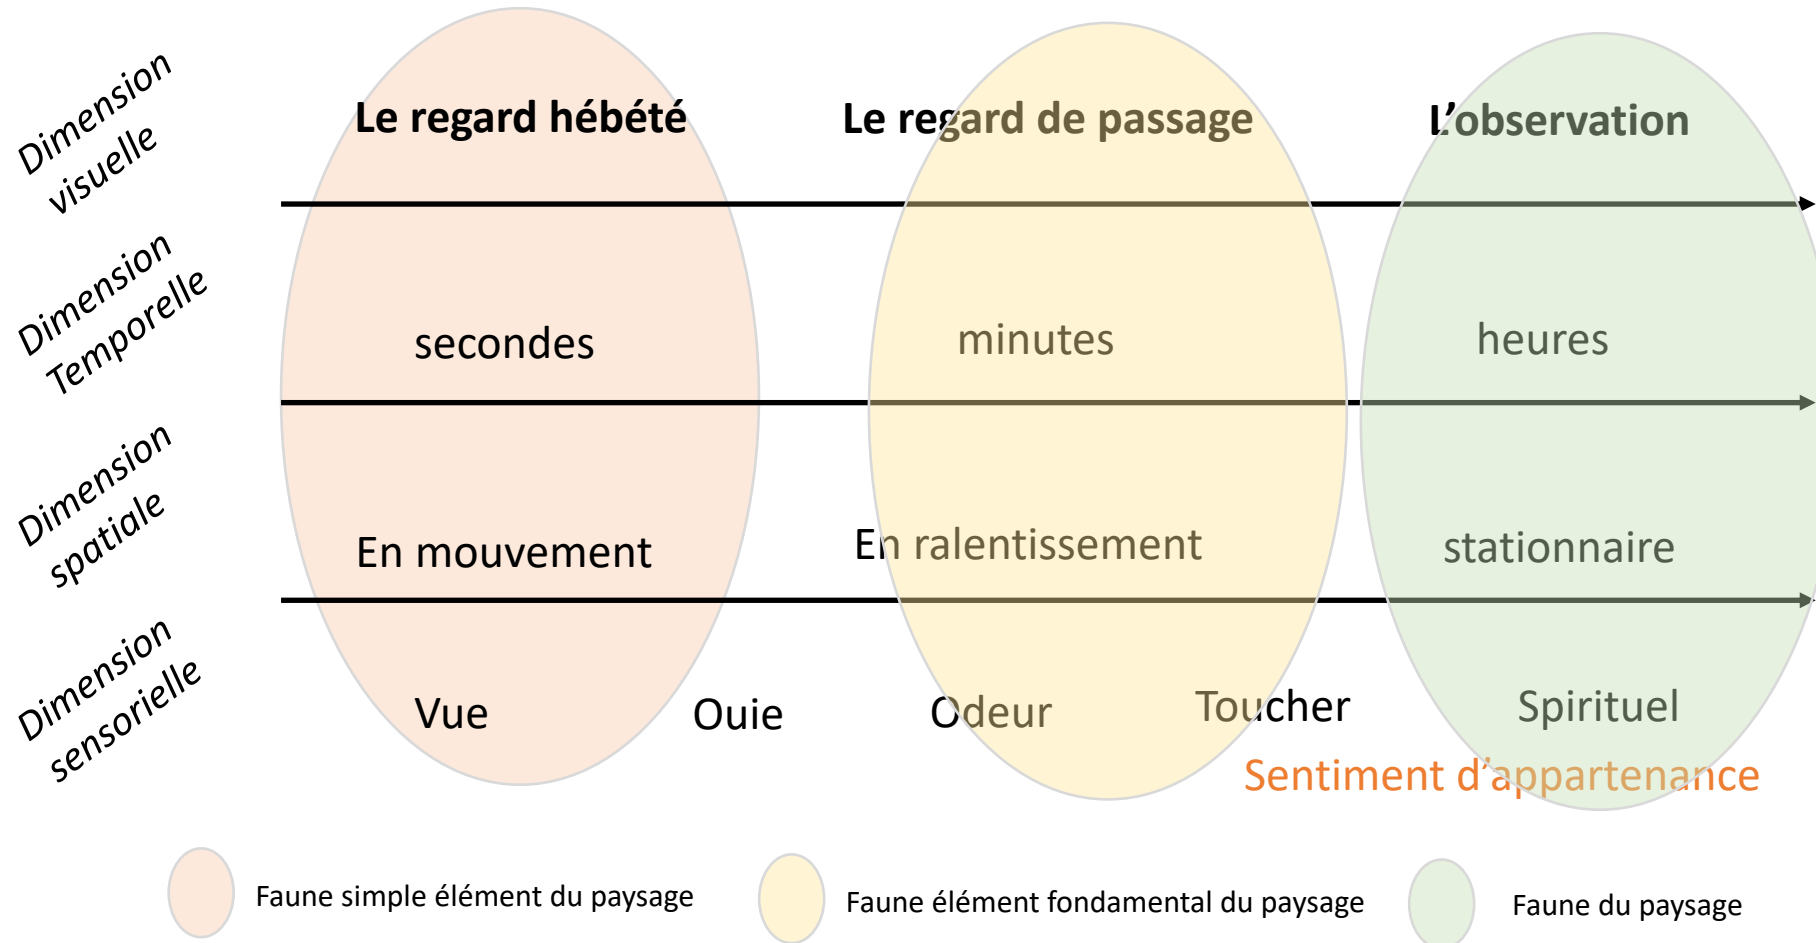 Dimension
visuelle
Le regard hébété
Le regard de passage
L'observation
Dimension
Temporelle
secondes
minutes
heures
Dimension
spatiale
En mouvement
En ralentissement
stationnaire
Dimension
sensorielle
Vue
Ouie
Odeur
Toucher
Spirituel
Sentiment d'appartenance
Faune simple élément du paysage
Faune élément fondamental du paysage
Faune du paysage